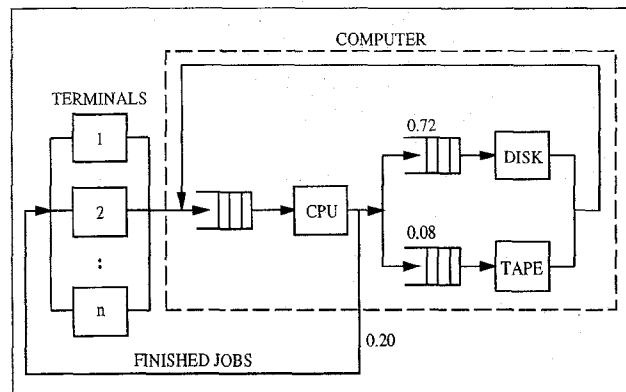 COMPUTER
TERMINALS
1
0.72
DISK
2
CPU
0.08
TAPE
:
n
0.20
FINISHED JOBS